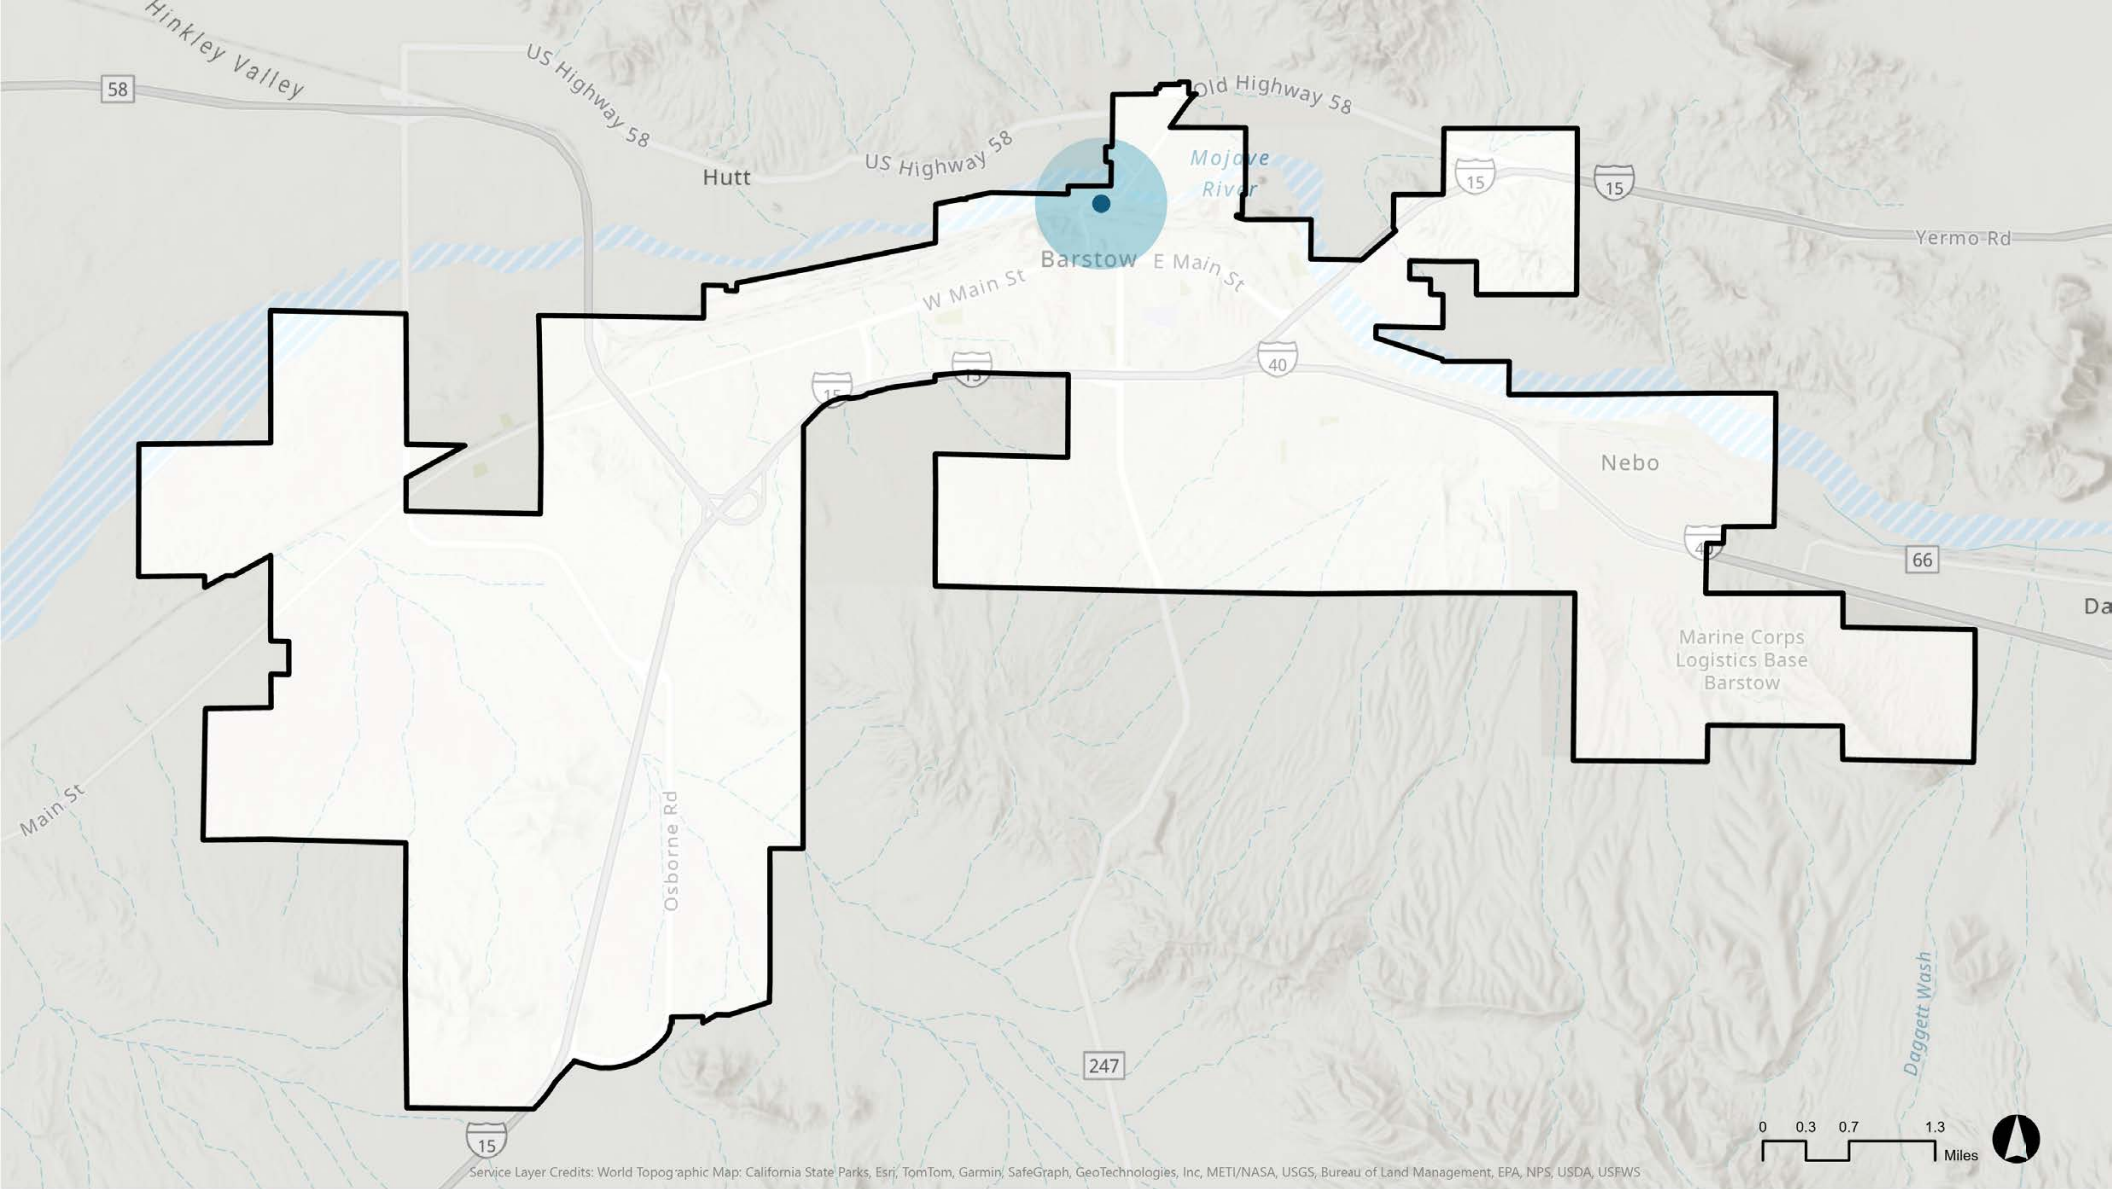 Hinkley Valley
58
US Highway 58
Hutt
US Highway 58
Old Highway 58
Mojave
River
15
15
Yermo Rd
Barstow
E Main St
W Main St
15
15
40
Nebo
40
66
Da
Marine Corps
Logistics Base
Barstow
Main St
Osborne Rd
247
Daggett Wash
15
0 0.3 0.7 1.3
Miles
Service Layer Credits: World Topographic Map: California State Parks, Esri, TomTom, Garmin, SafeGraph, GeoTechnologies, Inc, METI/NASA, USGS, Bureau of Land Management, EPA, NPS, USDA, USFWS